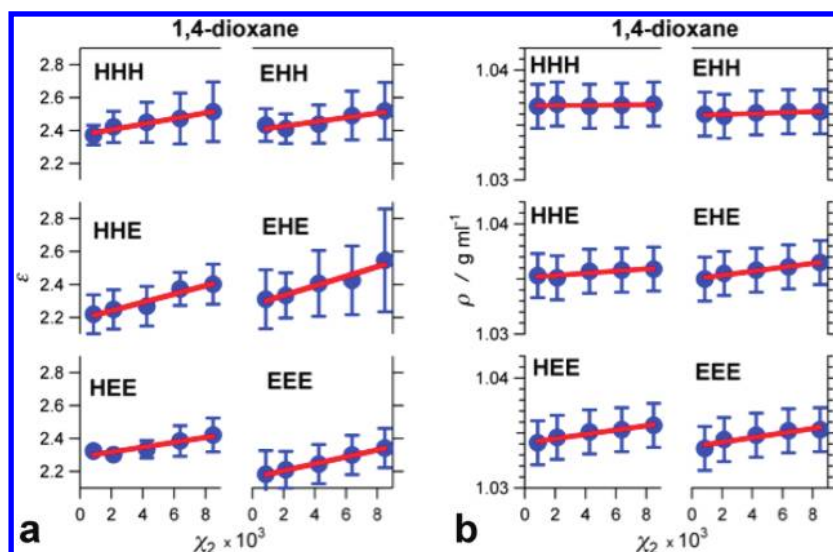 1,4-dioxane
HHH
EHH
2.8
2.6
2.4
2.2
HHE
EHE
2.8
2.6
2.4
2.2
ε
HEE
EEE
2.8
2.6
2.4
2.2
0 2 4 6 8
0 2 4 6 8
χ2 × 10³
a
1,4-dioxane
HHH
EHH
1.04
1.03
HHE
EHE
1.04
1.03
ρ / g ml⁻¹
HEE
EEE
1.04
1.03
0 2 4 6 8
0 2 4 6 8
χ2 × 10³
b